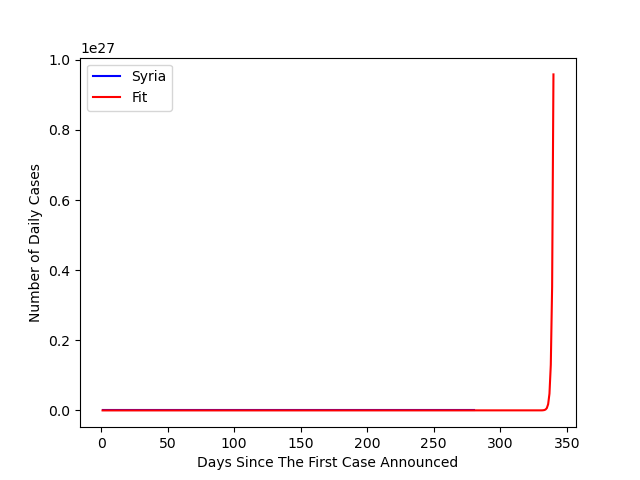 1e27
1.0
0.8
0.6
0.4
0.2
0.0
Number of Daily Cases
Syria
Fit
0 50 100 150 200 250 300 350
Days Since The First Case Announced